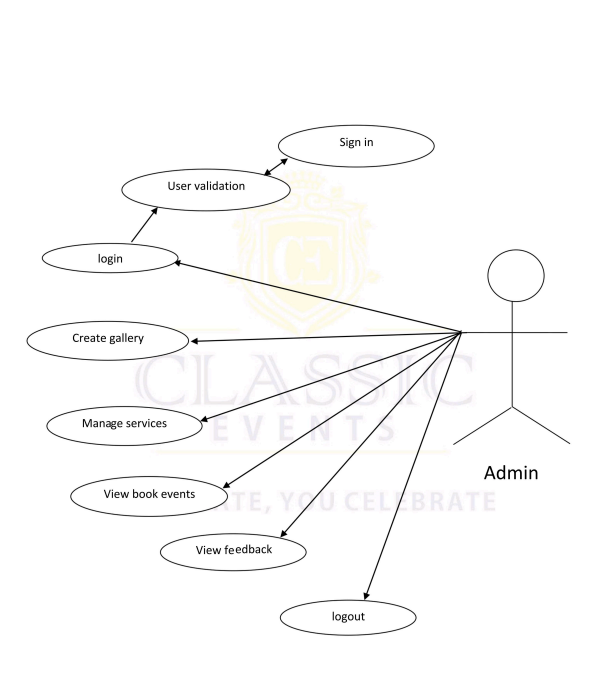 Sign in
User validation
login
CE
Create gallery
CLASSIC
Manage services
EVENTS
Admin
View book events
TE, YOU CELEBRATE
View feedback
logout